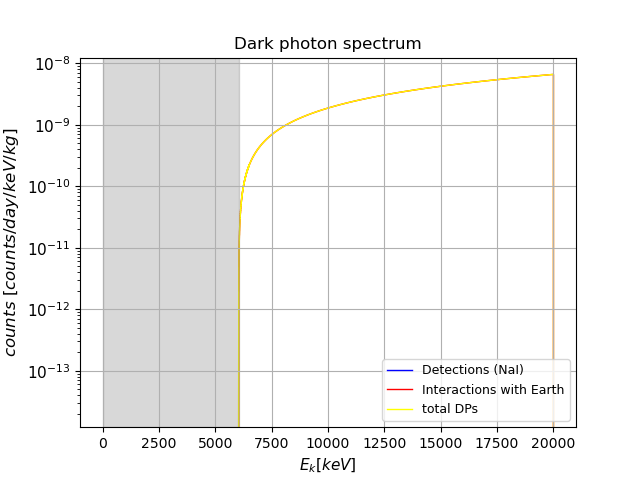 Dark photon spectrum
counts [counts/day/keV/kg]
10⁻⁸
10⁻⁹
10⁻¹⁰
10⁻¹¹
10⁻¹²
10⁻¹³
Detections (NaI)
Interactions with Earth
total DPs
0 2500 5000 7500 10000 12500 15000 17500 20000
Eₖ[keV]